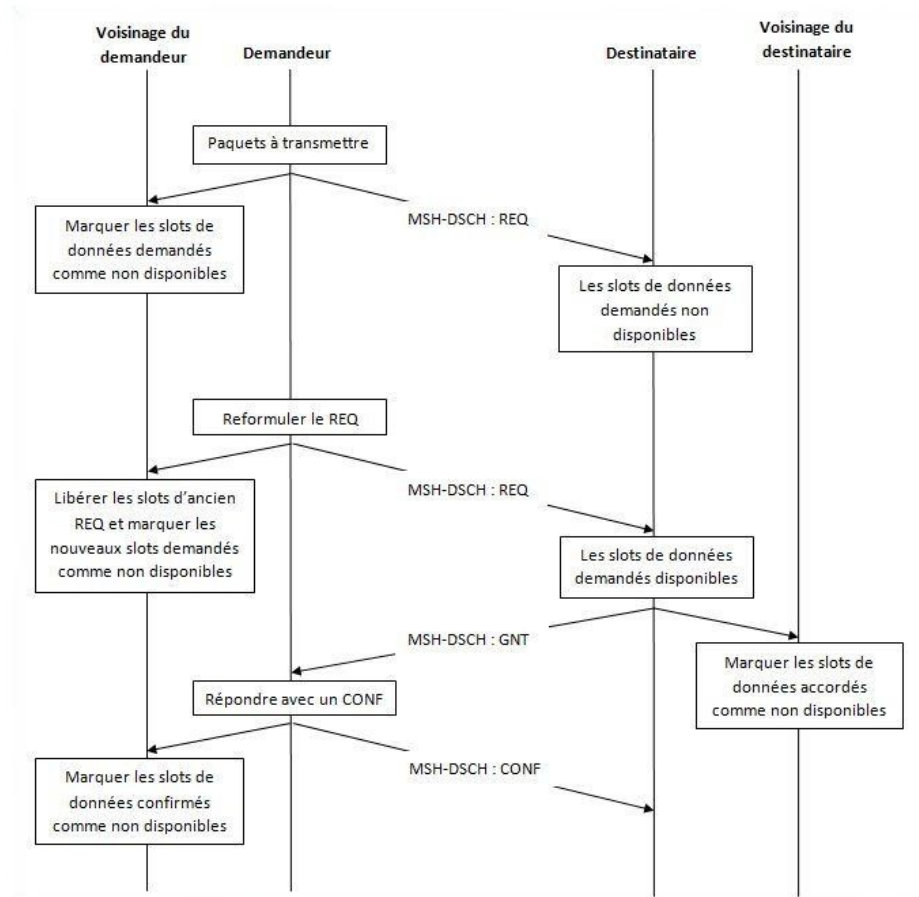 Voisinage du
demandeur
Demandeur
Destinataire
Voisinage du
destinataire
Paquets à transmettre
MSH-DSCH : REQ
Marquer les slots de
données demandés
comme non disponibles
Les slots de données
demandés non
disponibles
Reformuler le REQ
MSH-DSCH : REQ
Libérer les slots d'ancien
REQ et marquer les
nouveaux slots demandés
comme non disponibles
Les slots de données
demandés disponibles
MSH-DSCH : GNT
Marquer les slots de
données accordés
comme non disponibles
Répondre avec un CONF
MSH-DSCH : CONF
Marquer les slots de
données confirmés
comme non disponibles